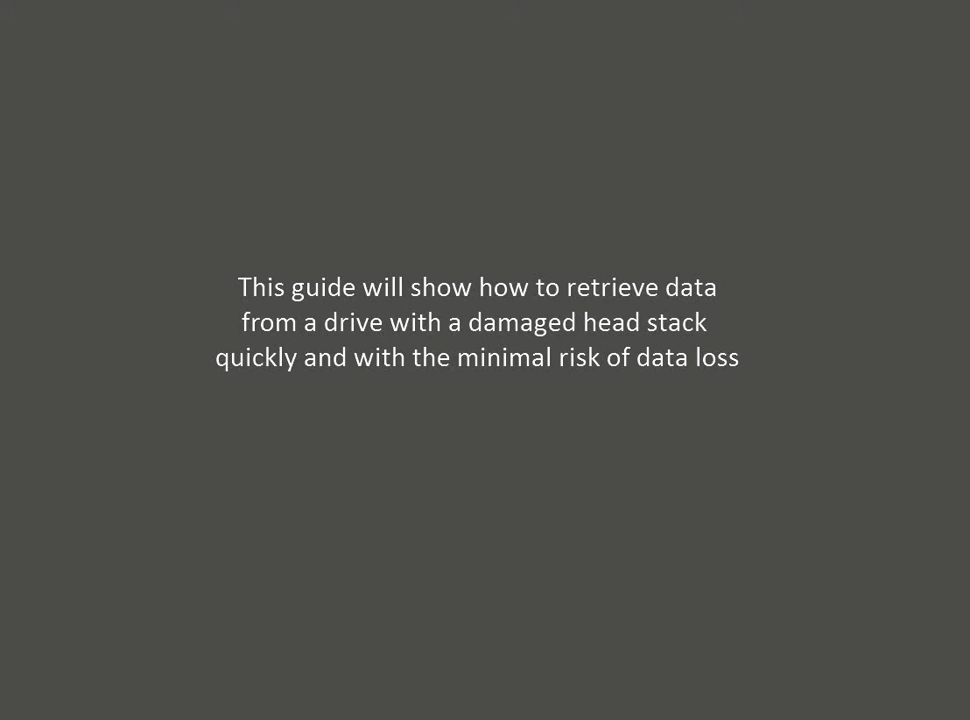 This guide will show how to retrieve data
from a drive with a damaged head stack
quickly and with the minimal risk of data loss